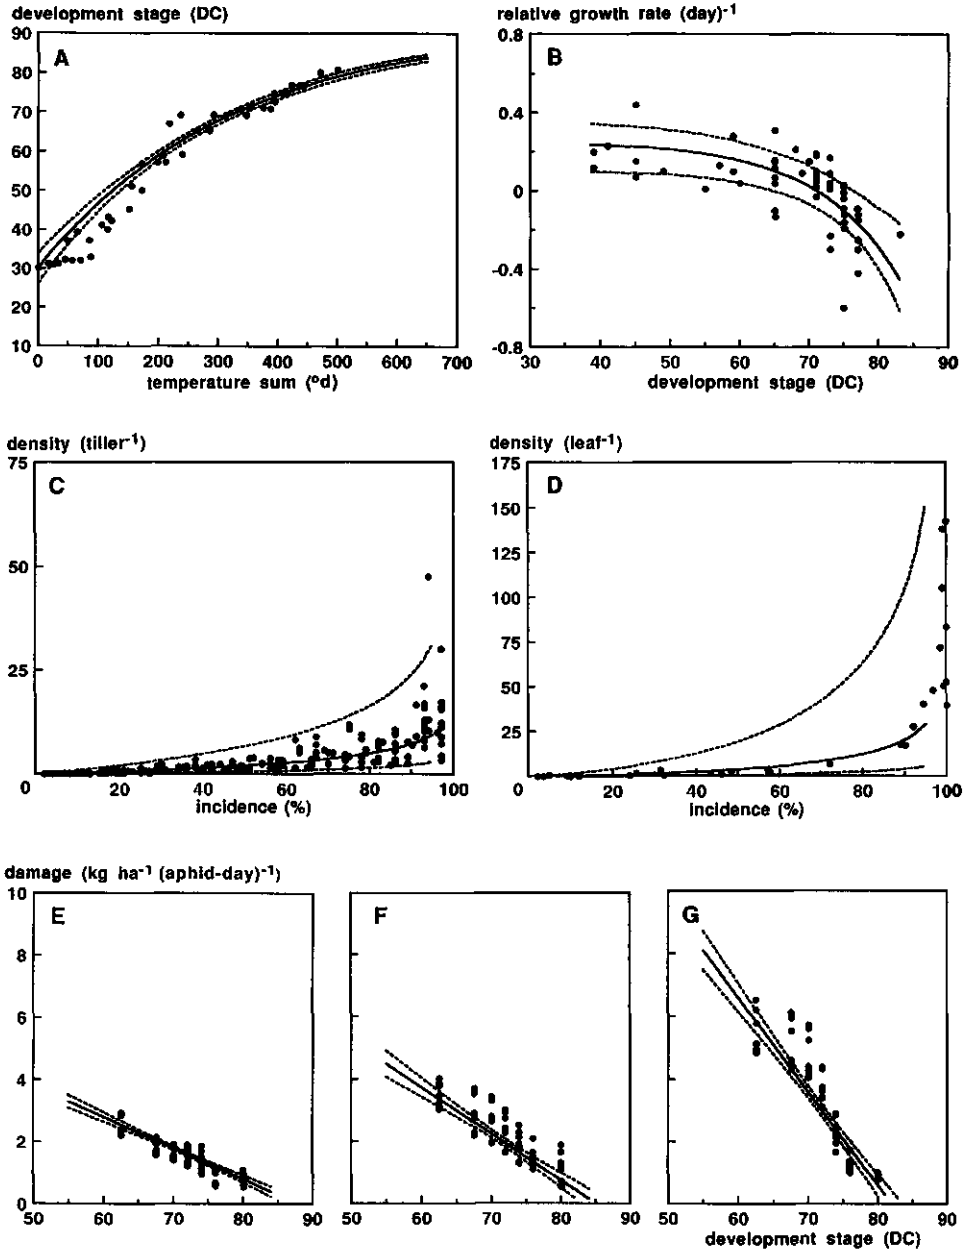 development stage (DC)
90
80
70
60
50
40
30
20
10
A
0 100 200 300 400 500 600 700
temperature sum (ºd)
relative growth rate (day)-1
0.8
0.4
0
-0.4
-0.8
B
30 40 50 60 70 80 90
development stage (DC)
density (tiller-1)
75
50
25
0
C
0 20 40 60 80 100
incidence (%)
density (leaf-1)
175
150
125
100
75
50
25
0
D
0 20 40 60 80 100
incidence (%)
damage (kg ha-1 (aphid-day)-1
10
8
6
4
2
0
E
50 60 70 80 90
F
50 60 70 80 90
G
50 60 70 80 90
development stage (DC)